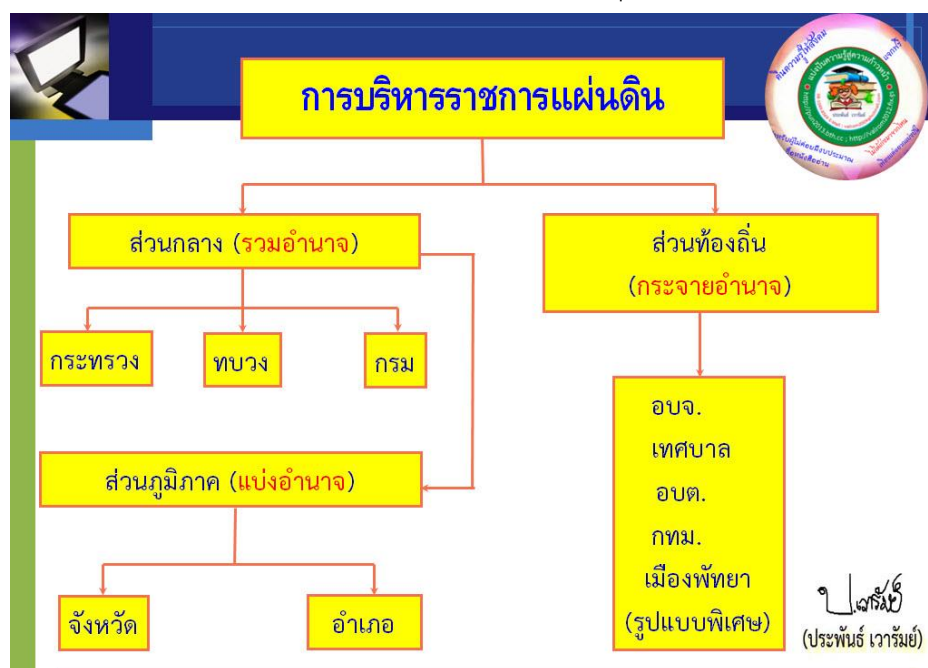 การบริหารราชการแผ่นดิน
ส่วนกลาง (รวมอำนาจ)
ส่วนท้องถิ่น
(กระจายอำนาจ)
กระทรวง
ทบวง
กรม
ส่วนภูมิภาค (แบ่งอำนาจ)
จังหวัด
อำเภอ
อบจ.
เทศบาล
อบต.
กทม.
เมืองพัทยา
(รูปแบบพิเศษ)
(ประพันธ์ เวารัมย์)